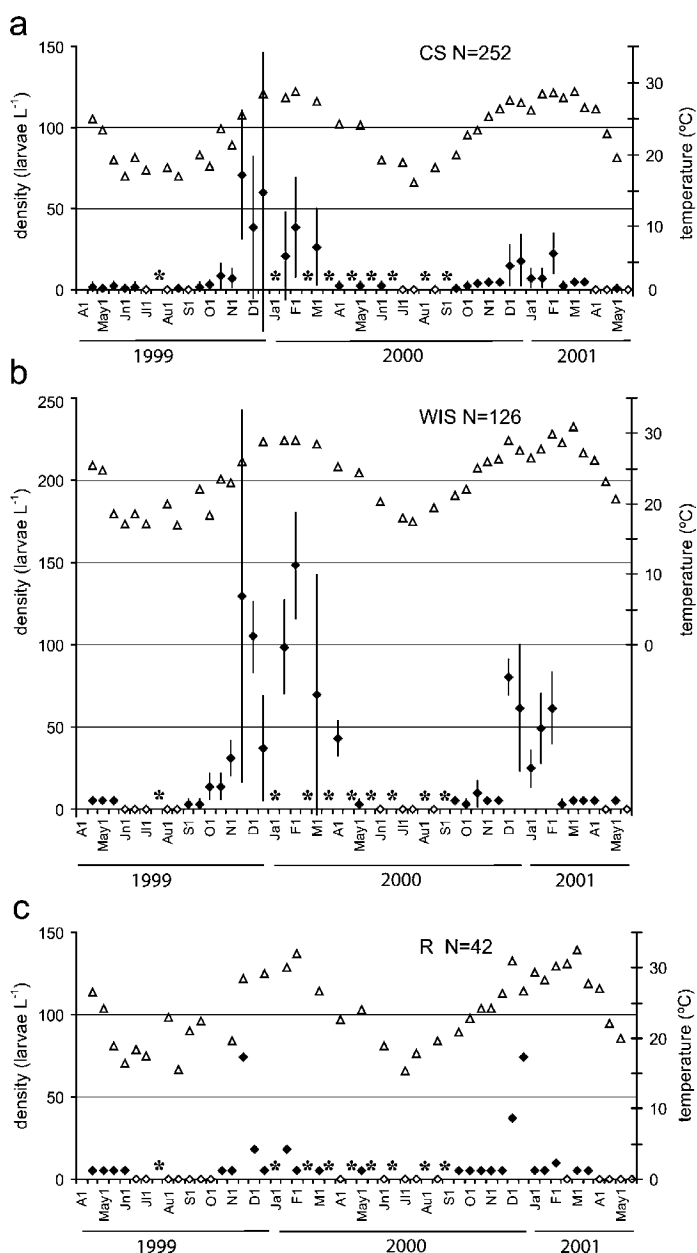 a
CS N=252
150
100
50
0
density (larvae L-1)
30
20
10
0
temperature (ºC)
* * * * * * * * *
A1 May1 Jn1 Jl1 Au1 S1 O1 N1 D1 Ja1 F1 M1 A1 May1 Jn1 Jl1 Au1 S1 O1 N1 D1 Ja1 F1 M1 A1 May1
1999 2000 2001
b
WIS N=126
250
200
150
100
50
0
density (larvae L-1)
30
20
10
0
temperature (ºC)
* * * * * * * * *
A1 May1 Jn1 Jl1 Au1 S1 O1 N1 D1 Ja1 F1 M1 A1 May1 Jn1 Jl1 Au1 S1 O1 N1 D1 Ja1 F1 M1 A1 May1
1999 2000 2001
c
R N=42
150
100
50
0
density (larvae L-1)
30
20
10
0
temperature (ºC)
* * * * * * * * *
A1 May1 Jn1 Jl1 Au1 S1 O1 N1 D1 Ja1 F1 M1 A1 May1 Jn1 Jl1 Au1 S1 O1 N1 D1 Ja1 F1 M1 A1 May1
1999 2000 2001